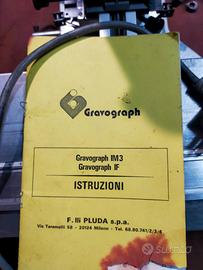 Gravograph
Gravograph IM3
Gravograph IF
ISTRUZIONI
F. lli PLUDA s.p.a.
Via Taramelli 58 - 20124 Milano - Tel. 68.80.741/2/3/4
subito